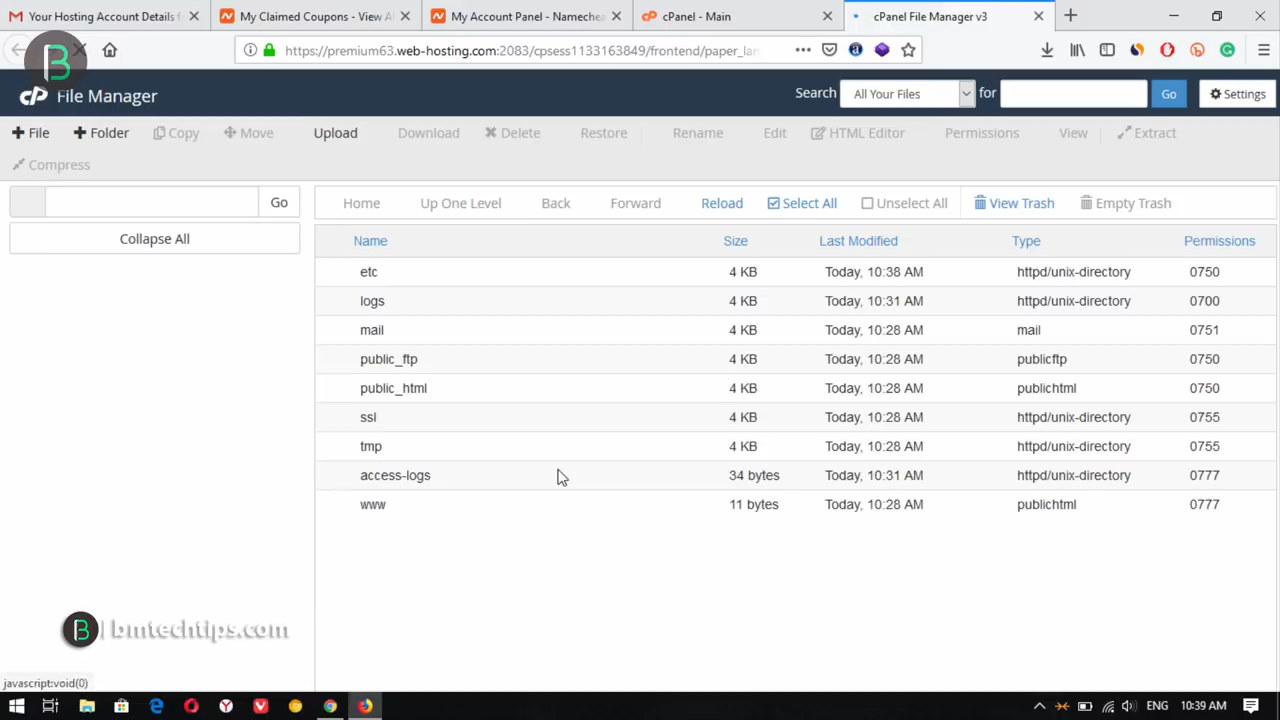 Your Hosting Account Details f
My Claimed Coupons - View Al
My Account Panel - Namechea
cPanel - Main
cPanel File Manager v3
https://premium63.web-hosting.com:2083/cpsess1133163849/frontend/paper_lan
cP File Manager
Search All Your Files for Go Settings
File Folder Copy Move Upload Download Delete Restore Rename Edit HTML Editor Permissions View Extract
Compress
Go
Collapse All
Home Up One Level Back Forward Reload Select All Unselect All View Trash Empty Trash
Name Size Last Modified Type Permissions
etc 4 KB Today, 10:38 AM httpd/unix-directory 0750
logs 4 KB Today, 10:31 AM httpd/unix-directory 0700
mail 4 KB Today, 10:28 AM mail 0751
public_ftp 4 KB Today, 10:28 AM publicftp 0750
public_html 4 KB Today, 10:28 AM publichtml 0750
ssl 4 KB Today, 10:28 AM httpd/unix-directory 0755
tmp 4 KB Today, 10:28 AM httpd/unix-directory 0755
access-logs 34 bytes Today, 10:31 AM httpd/unix-directory 0777
www 11 bytes Today, 10:28 AM publichtml 0777
B | bmtechtips.com
javascript:void(0)
ENG 10:39 AM